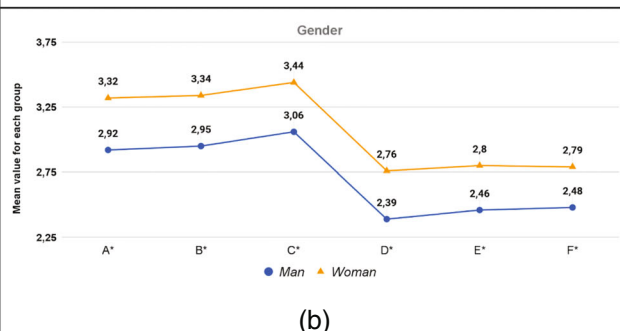 Gender
Mean value for each group
3,75
3,25
2,75
2,25
3,32
3,34
3,44
2,76
2,8
2,79
2,92
2,95
3,06
2,39
2,46
2,48
A*
B*
C*
D*
E*
F*
Man
Woman
(b)